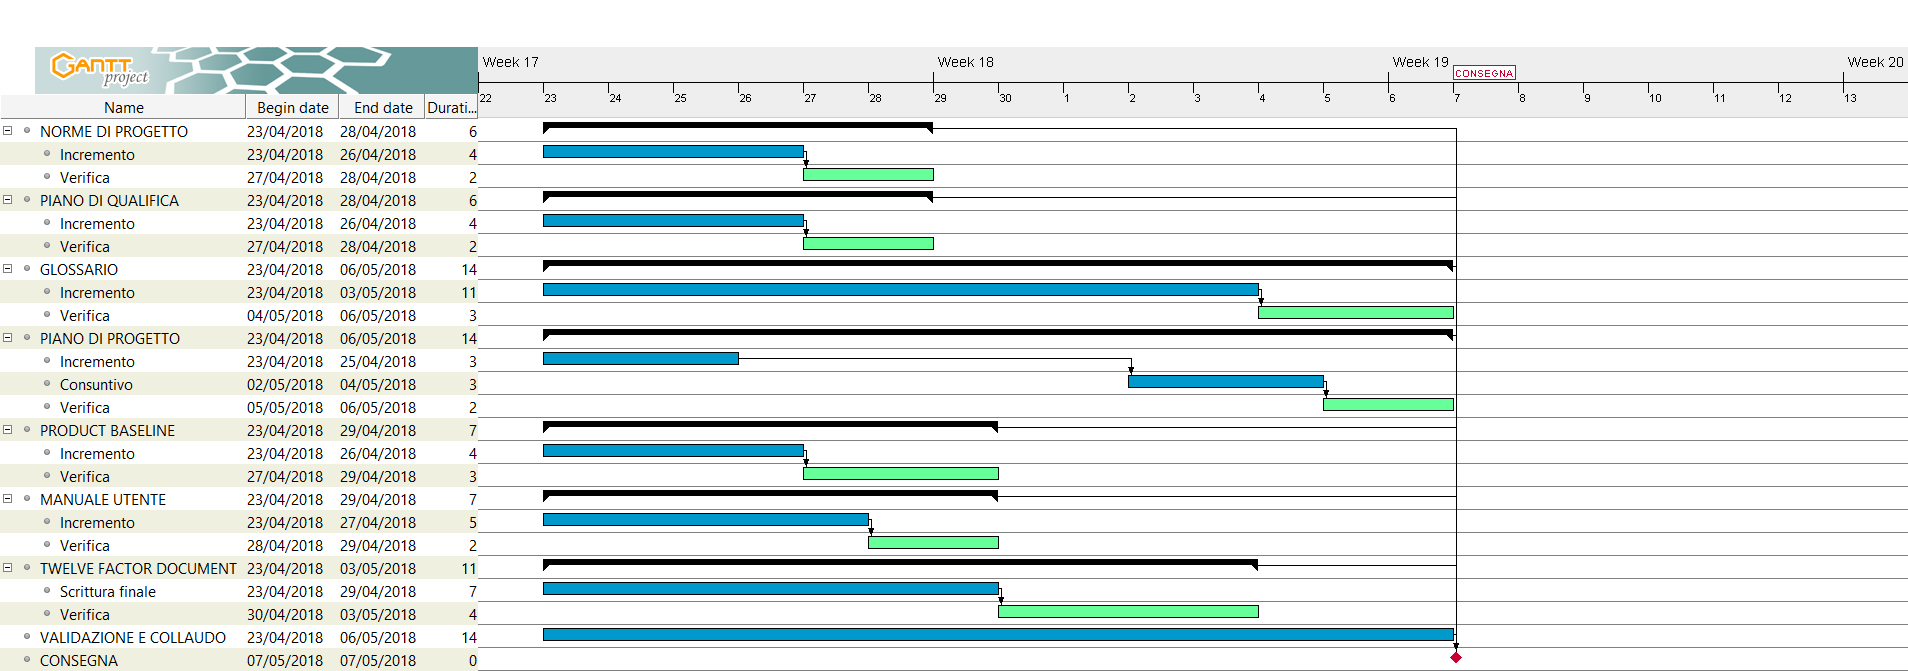 GANTT project
Week 17 Week 18 Week 19 Week 20
CONSEGNA
22 23 24 25 26 27 28 29 30 1 2 3 4 5 6 7 8 9 10 11 12 13
Name Begin date End date Durati...
NORME DI PROGETTO 23/04/2018 28/04/2018 6
Incremento 23/04/2018 26/04/2018 4
Verifica 27/04/2018 28/04/2018 2
PIANO DI QUALIFICA 23/04/2018 28/04/2018 6
Incremento 23/04/2018 26/04/2018 4
Verifica 27/04/2018 28/04/2018 2
GLOSSARIO 23/04/2018 06/05/2018 14
Incremento 23/04/2018 03/05/2018 11
Verifica 04/05/2018 06/05/2018 3
PIANO DI PROGETTO 23/04/2018 06/05/2018 14
Incremento 23/04/2018 25/04/2018 3
Consuntivo 02/05/2018 04/05/2018 3
Verifica 05/05/2018 06/05/2018 2
PRODUCT BASELINE 23/04/2018 29/04/2018 7
Incremento 23/04/2018 26/04/2018 4
Verifica 27/04/2018 29/04/2018 3
MANUALE UTENTE 23/04/2018 29/04/2018 7
Incremento 23/04/2018 27/04/2018 5
Verifica 28/04/2018 29/04/2018 2
TWELVE FACTOR DOCUMENT 23/04/2018 03/05/2018 11
Scrittura finale 23/04/2018 29/04/2018 7
Verifica 30/04/2018 03/05/2018 4
VALIDAZIONE E COLLAUDO 23/04/2018 06/05/2018 14
CONSEGNA 07/05/2018 07/05/2018 0